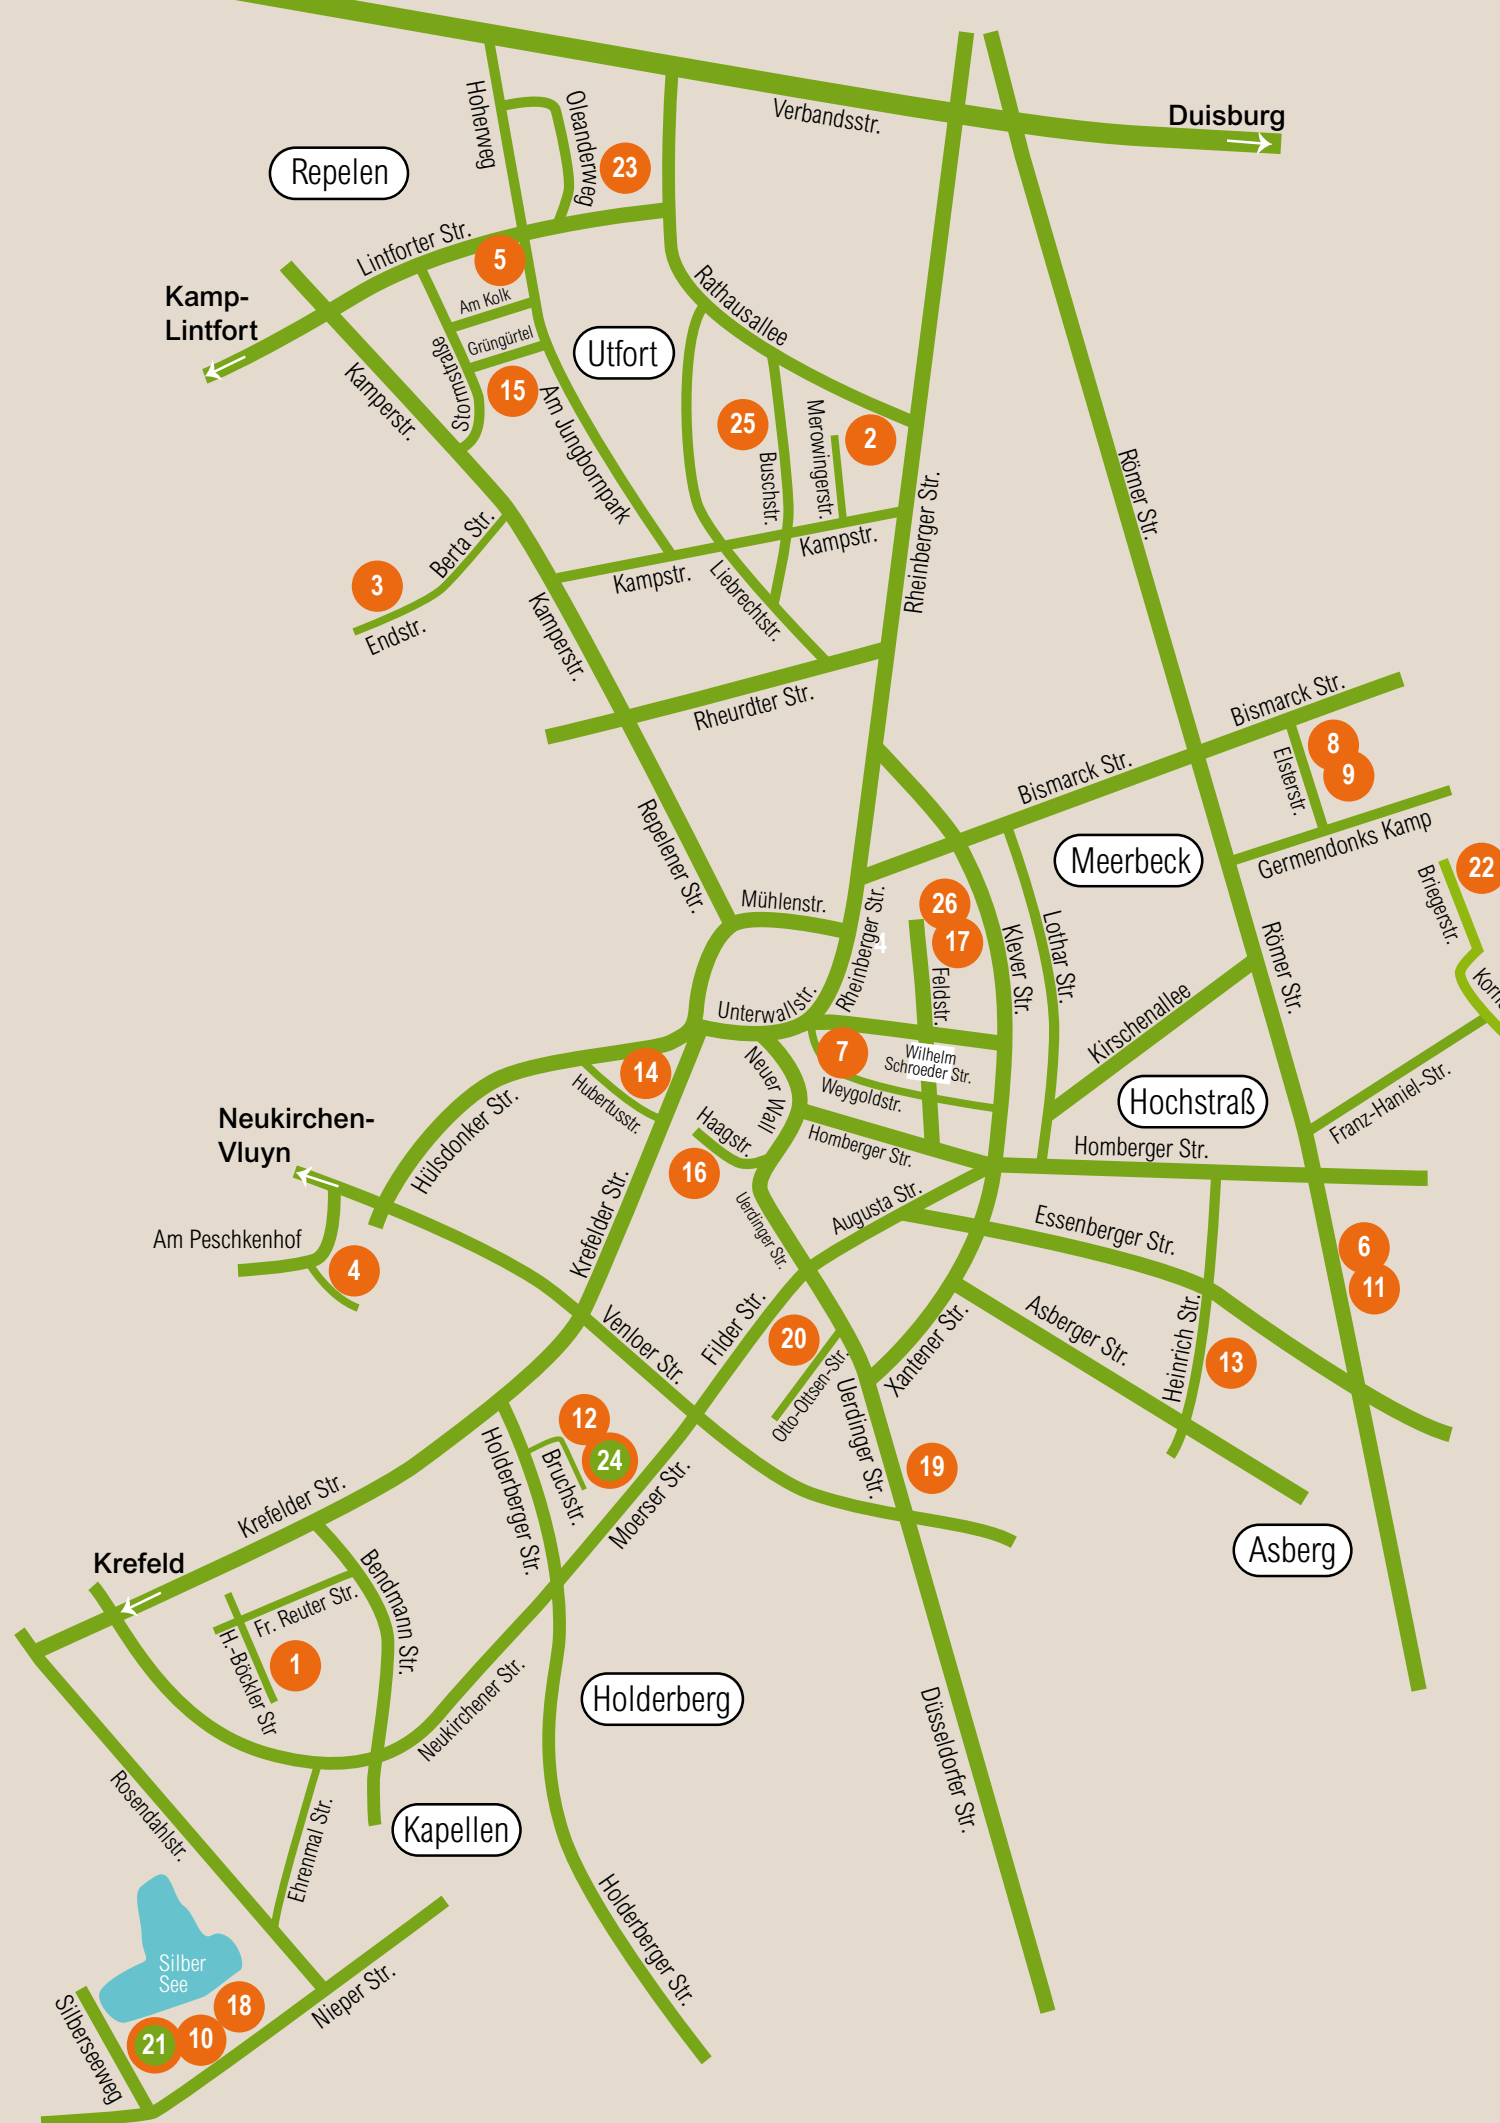 Verbandsstr.
Duisburg
Hoherweg
Oleanderweg
23
Repelen
Lintforter Str.
5
Kamp-
Lintfort
Am Kolk
Grüngürtel
Stormstraße
15
Utfort
Rathausallee
Kamperstr.
Am Jungbornpark
25
Buschstr.
Merowingerstr.
2
Rheinberger Str.
Römer Str.
Berta Str.
3
Endstr.
Kampstr.
Kampstr.
Liebrechtstr.
Kamperstr.
Rheurdter Str.
Bismarck Str.
Bismarck Str.
8
9
Elsterstr.
Germendonks Kamp
Meerbeck
22
Briegerstr.
Repelener Str.
Mühlenstr.
Rheinberger Str.
4
26
17
Feldstr.
Klever Str.
Lothar Str.
Römer Str.
Kirschenallee
Unterwallstr.
7
Wilhelm
Schroeder Str.
Weygoldstr.
Neuer Wall
14
Hubertusstr.
Haagstr.
16
Hochstraß
Franz-Haniel-Str.
Neukirchen-
Vluyn
Hülsdonker Str.
Homberger Str.
Homberger Str.
Krefelder Str.
Uerdinger Str.
Augusta Str.
Essenberger Str.
Am Peschkenhof
4
6
11
Venloer Str.
Filder Str.
20
Otto-Ottsen-Str.
Xantener Str.
Asberger Str.
Heinrich Str.
13
Uerdinger Str.
19
12
24
Bruchstr.
Holderberger Str.
Moerser Str.
Asberg
Krefelder Str.
Krefeld
Bendmann Str.
Fr. Reuter Str.
H.-Böckler Str
1
Neukirchener Str.
Holderberg
Düsseldorfer Str.
Rosendahlstr.
Ehrenmal Str.
Kapellen
Holderberger Str.
Silber
See
18
10
21
Nieper Str.
Silberseeweg